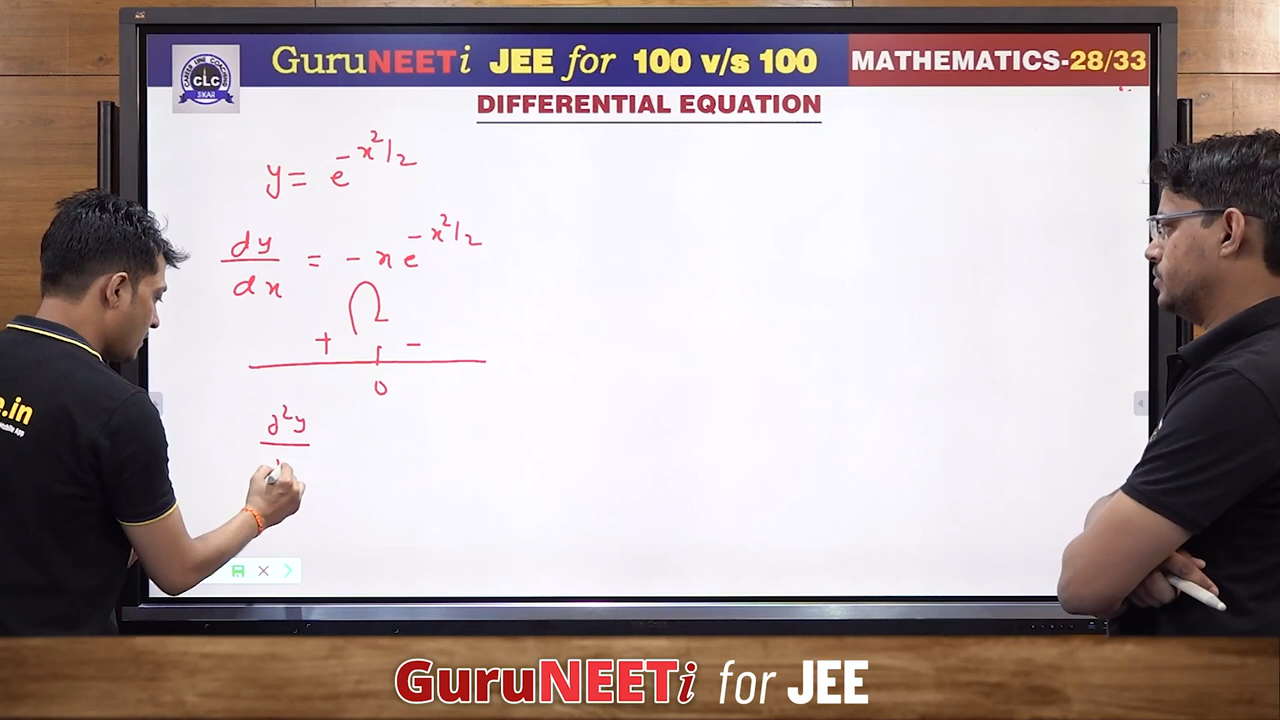 GuruNEETi JEE for 100 v/s 100
MATHEMATICS-28/33
CLC
SIKAR
DIFFERENTIAL EQUATION
y = e^{-x²/2}
dy/dx = - x e^{-x²/2}
+ -
0
d²y
e.in
GuruNEETi for JEE